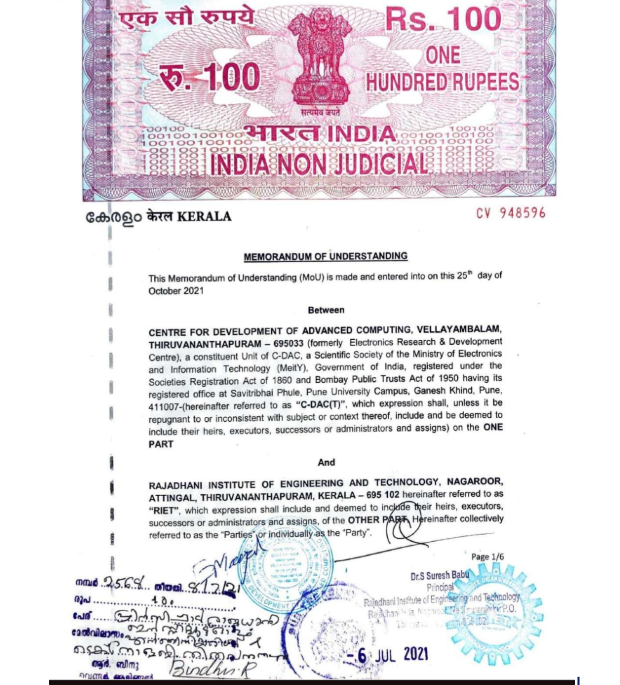 एक सौ रुपये
Rs. 100
रु. 100
ONE
HUNDRED RUPEES
सत्यमेव जयते
भारत INDIA
INDIA NON JUDICIAL
കേരളം केरल KERALA
CV 948596
MEMORANDUM OF UNDERSTANDING
This Memorandum of Understanding (MoU) is made and entered into on this 25th day of
October 2021
Between
CENTRE FOR DEVELOPMENT OF ADVANCED COMPUTING, VELLAYAMBALAM,
THIRUVANANTHAPURAM – 695033 (formerly Electronics Research & Development
Centre), a constituent Unit of C-DAC, a Scientific Society of the Ministry of Electronics
and Information Technology (MeitY), Government of India, registered under the
Societies Registration Act of 1860 and Bombay Public Trusts Act of 1950 having its
registered office at Savitribhai Phule, Pune University Campus, Ganesh Khind, Pune,
411007-(hereinafter referred to as “C-DAC(T)”, which expression shall, unless it be
repugnant to or inconsistent with subject or context thereof, include and be deemed to
include their heirs, executors, successors or administrators and assigns) on the ONE
PART
And
RAJADHANI INSTITUTE OF ENGINEERING AND TECHNOLOGY, NAGAROOR,
ATTINGAL, THIRUVANANTHAPURAM, KERALA – 695 102 hereinafter referred to as
“RIET”, which expression shall include and deemed to include their heirs, executors,
successors or administrators and assigns, of the OTHER PART, Hereinafter collectively
referred to as the “Parties” or individually as the “Party”.
Page 1/6
Dr.S Suresh Babu
Principal
Rajadhani Institute of Engineering and Technology
നമ്പർ 2568 തീയതി 8/7/21
രൂപ
പേര്
മേൽവിലാസം
ആർ. ബിന്ദു
Bindhu R
-6 JUL 2021